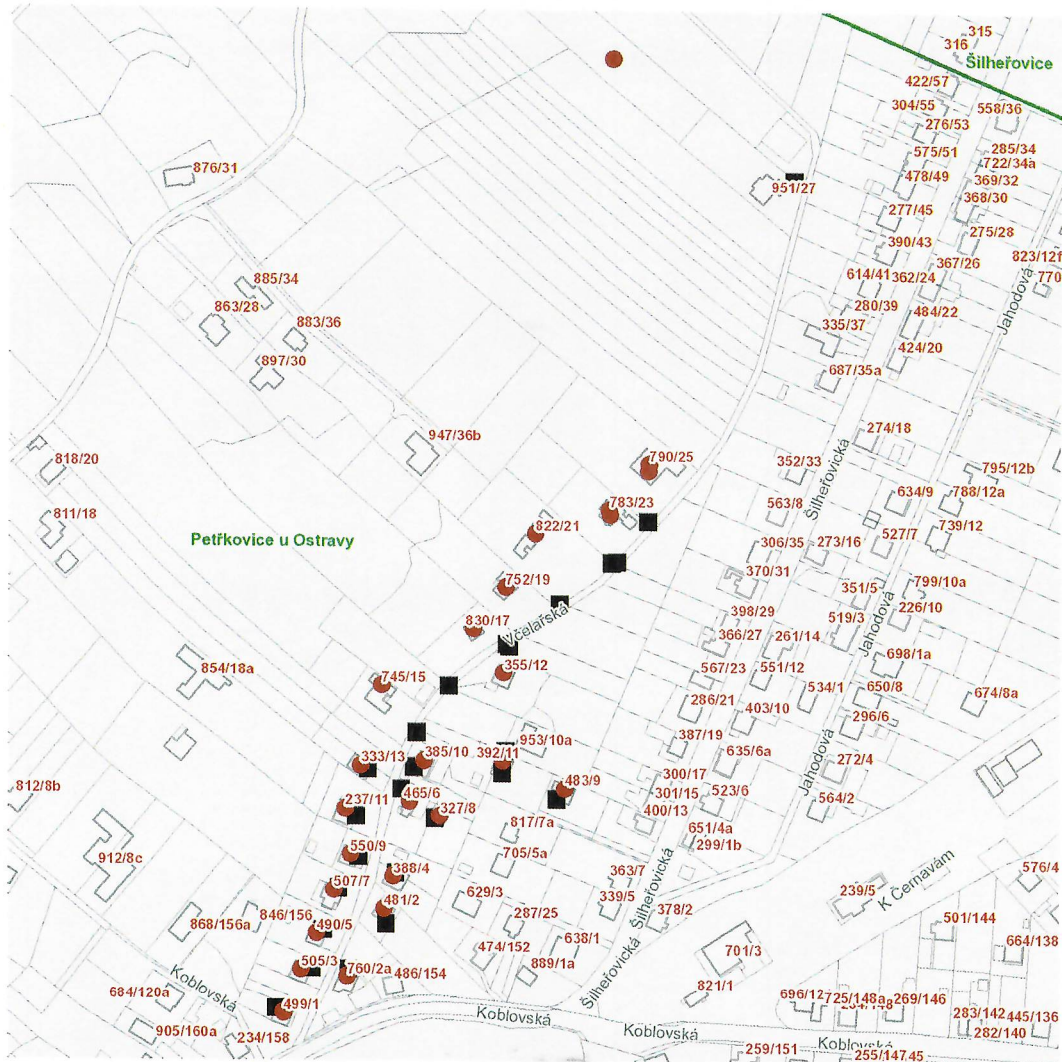 315
316
Šilheřovice
422/57
304/55
558/36
276/53
285/34
575/51
722/34a
478/49
369/32
368/30
876/31
951/27
277/45
275/28
390/43
823/12f
367/26
614/41
362/24
770
885/34
863/28
280/39
484/22
883/36
335/37
Jahodová
424/20
897/30
687/35a
274/18
947/36b
818/20
790/25
352/33
795/12b
Šilheřovická
634/9
788/12a
783/23
563/8
811/18
739/12
822/21
Petřkovice u Ostravy
306/35
273/16
527/7
370/31
752/19
799/10a
351/5
226/10
398/29
830/17
Včelařská
519/3
Jahodová
366/27
261/14
854/18a
355/12
698/1a
745/15
567/23
551/12
534/1
650/8
674/8a
286/21
403/10
296/6
953/10a
387/19
Jahodová
333/13
385/10
392/11
635/6a
272/4
300/17
483/9
812/8b
465/6
301/15
523/6
564/2
237/11
327/8
400/13
817/7a
651/4a
299/1b
550/9
912/8c
705/5a
388/4
363/7
576/4
507/7
239/5
K Černavám
629/3
339/5
Šilheřovická
481/2
378/2
846/156
287/25
501/144
868/156a
490/5
638/1
664/138
474/152
701/3
505/3
889/1a
Šilheřovická
760/2a
486/154
Koblovská
821/1
684/120a
499/1
696/12
725/148a
269/146
Koblovská
283/142
445/136
905/160a
234/158
Koblovská
282/140
Koblovská
259/151
255/147
45